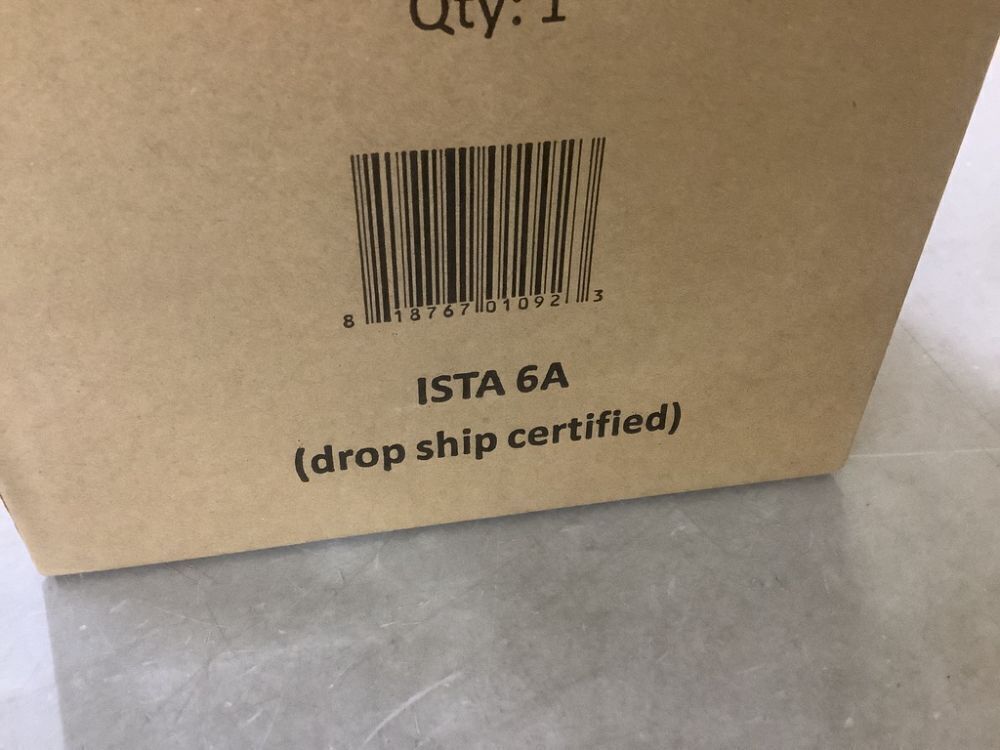 Qty: 1
8 18767 01092 3
ISTA 6A
(drop ship certified)